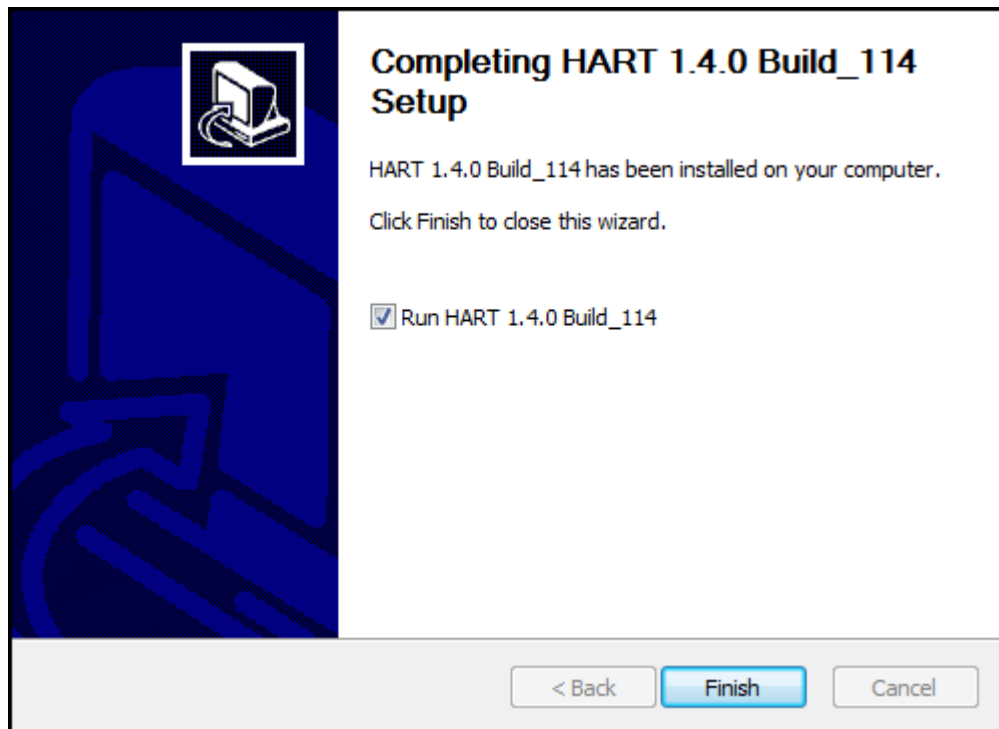 Completing HART 1.4.0 Build_114
Setup
HART 1.4.0 Build_114 has been installed on your computer.
Click Finish to close this wizard.
Run HART 1.4.0 Build_114
< Back Finish Cancel